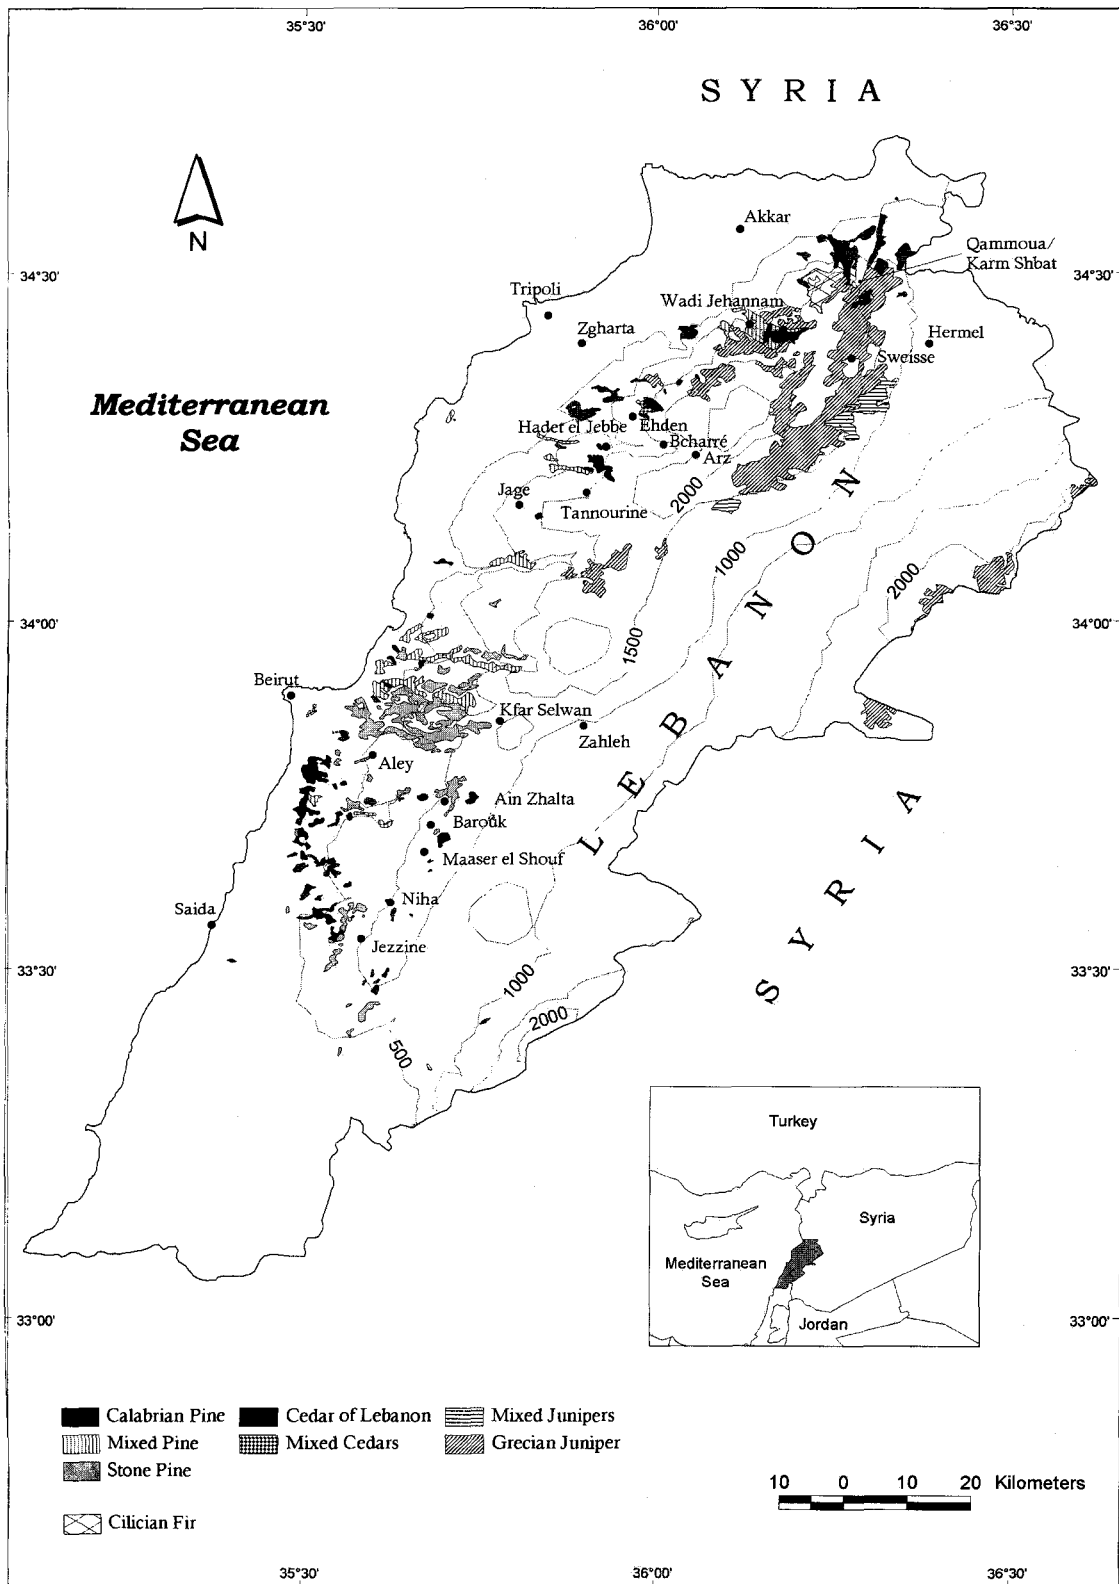 35°30'
36°00'
36°30'
SYRIA
N
Akkar
Qammoua/
Karm Shbat
34°30'
34°30'
Tripoli
Wadi Jehannam
Zgharta
Hermel
Sweisse
Mediterranean
Sea
Hadet el Jebbe
Ehden
Bcharré
Arz
Jage
Tannourine
2000
1000
2000
1500
34°00'
34°00'
LEBANON
Beirut
Kfar Selwan
Zahleh
Aley
Ain Zhalta
Barouk
Maaser el Shouf
SYRIA
Niha
Saida
Jezzine
33°30'
33°30'
1000
2000
500
Turkey
Syria
Mediterranean
Sea
Jordan
33°00'
33°00'
Calabrian Pine
Cedar of Lebanon
Mixed Junipers
Mixed Pine
Mixed Cedars
Grecian Juniper
Stone Pine
Cilician Fir
10 0 10 20 Kilometers
35°30'
36°00'
36°30'